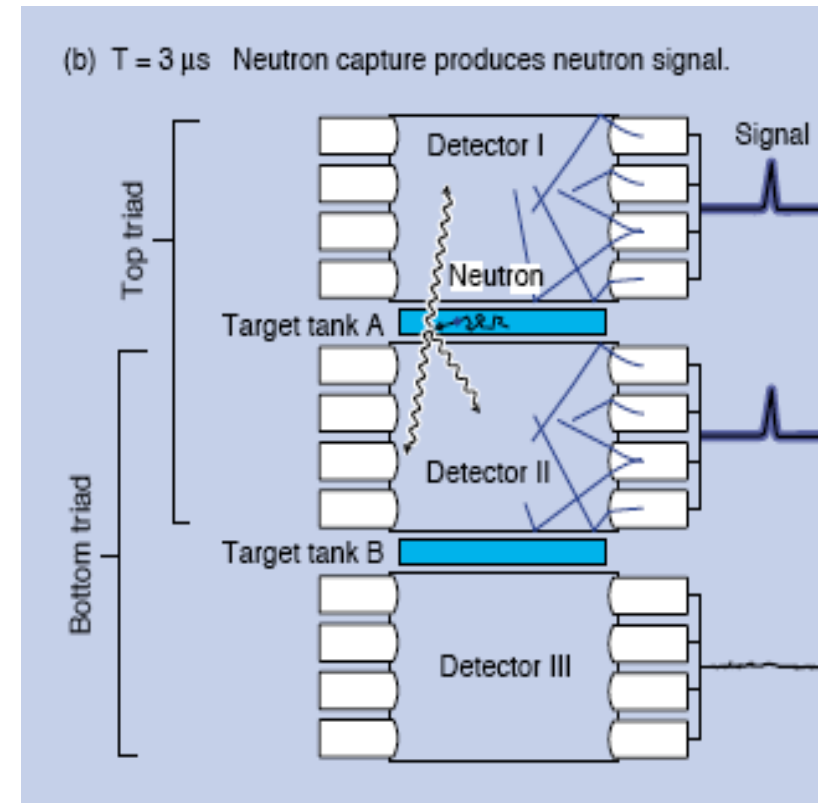 (b) T = 3 μs Neutron capture produces neutron signal.
Signal
Detector I
Top triad
Neutron
Target tank A
Detector II
Bottom triad
Target tank B
Detector III